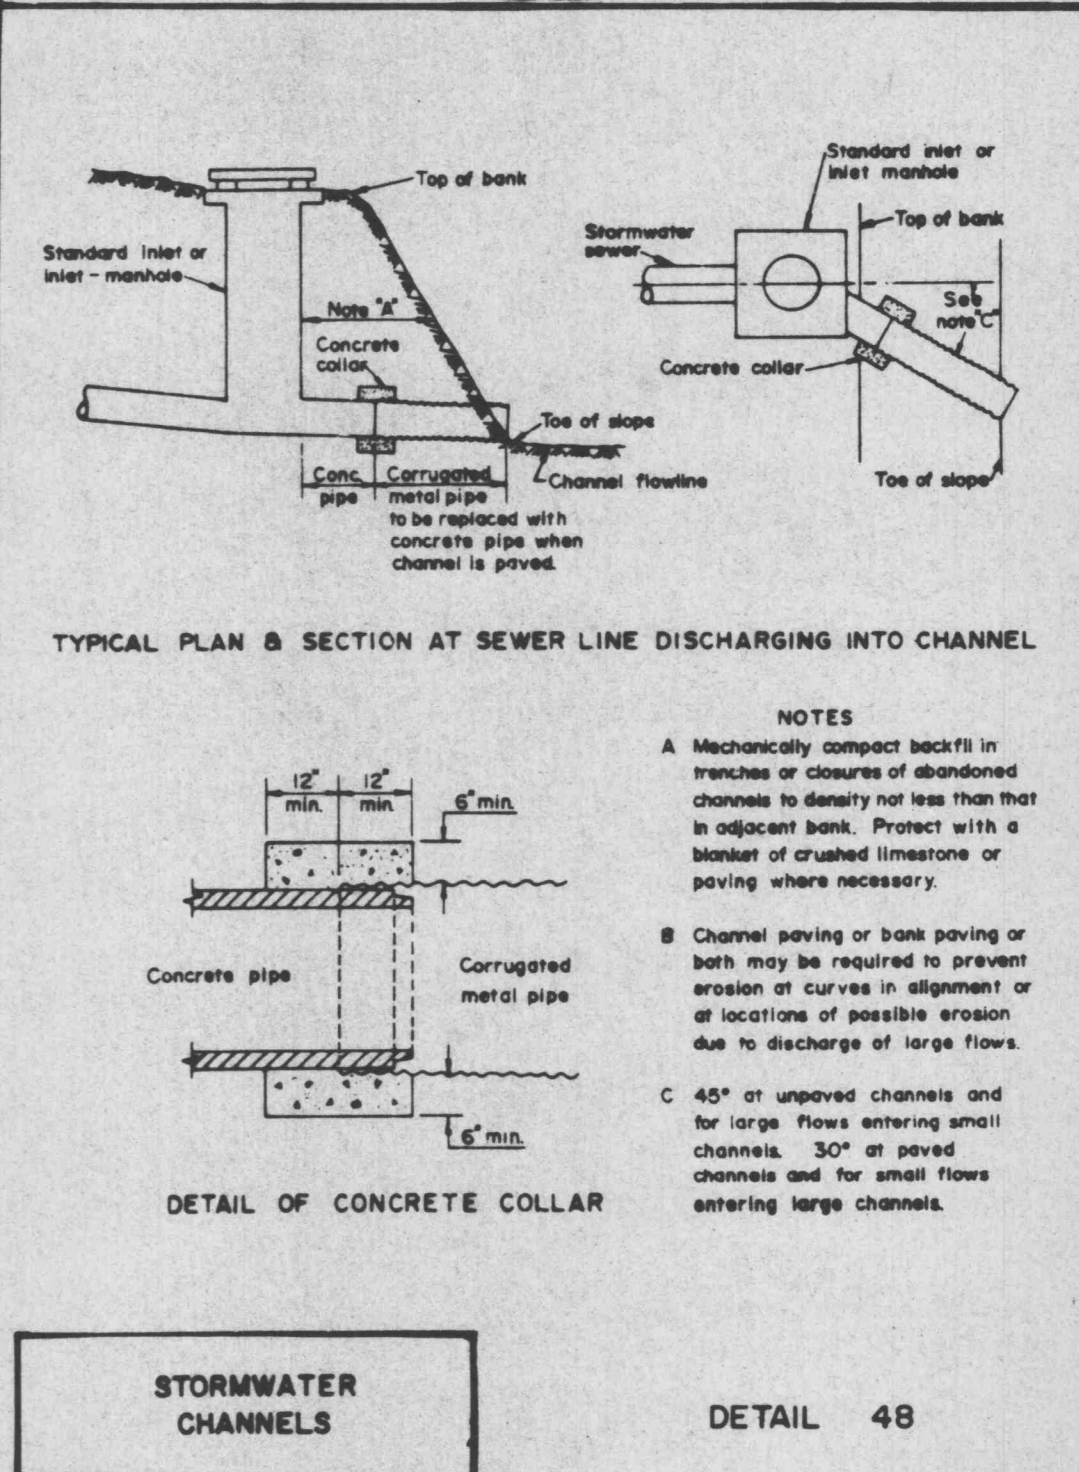 Top of bank
Standard inlet or
inlet - manhole
Note "A"
Concrete
collar
Toe of slope
Channel flowline
Conc.
pipe
Corrugated
metal pipe
to be replaced with
concrete pipe when
channel is paved.
Standard inlet or
inlet manhole
Top of bank
Stormwater
sewer
See
note "C"
Concrete collar
Toe of slope
TYPICAL PLAN & SECTION AT SEWER LINE DISCHARGING INTO CHANNEL
12" 12"
min. min.
6" min.
Concrete pipe
Corrugated
metal pipe
6" min.
DETAIL OF CONCRETE COLLAR
NOTES
A Mechanically compact backfll in
trenches or closures of abandoned
channels to density not less than that
in adjacent bank. Protect with a
blanket of crushed limestone or
paving where necessary.
B Channel paving or bank paving or
both may be required to prevent
erosion at curves in alignment or
at locations of possible erosion
due to discharge of large flows.
C 45° at unpaved channels and
for large flows entering small
channels. 30° at paved
channels and for small flows
entering large channels.
STORMWATER
CHANNELS
DETAIL 48